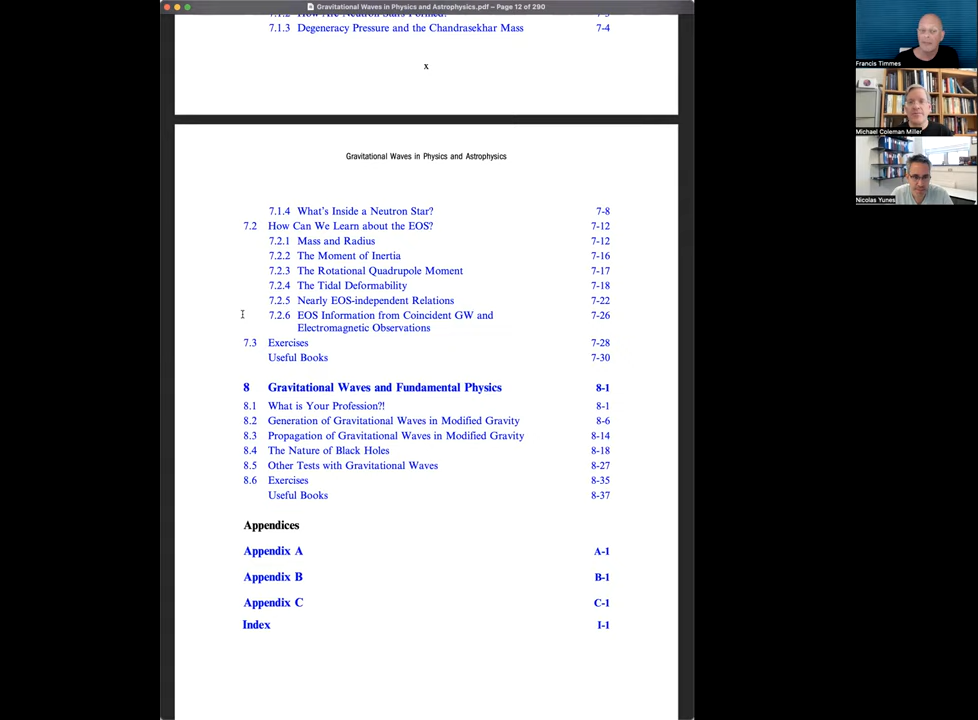 Gravitational Waves in Physics and Astrophysics.pdf – Page 12 of 290
7.1.2 How Are Neutron Stars Formed? 7-3
7.1.3 Degeneracy Pressure and the Chandrasekhar Mass 7-4
x
Gravitational Waves in Physics and Astrophysics
7.1.4 What's Inside a Neutron Star? 7-8
7.2 How Can We Learn about the EOS? 7-12
7.2.1 Mass and Radius 7-12
7.2.2 The Moment of Inertia 7-16
7.2.3 The Rotational Quadrupole Moment 7-17
7.2.4 The Tidal Deformability 7-18
7.2.5 Nearly EOS-independent Relations 7-22
7.2.6 EOS Information from Coincident GW and 7-26
Electromagnetic Observations
7.3 Exercises 7-28
Useful Books 7-30
8 Gravitational Waves and Fundamental Physics 8-1
8.1 What is Your Profession?! 8-1
8.2 Generation of Gravitational Waves in Modified Gravity 8-6
8.3 Propagation of Gravitational Waves in Modified Gravity 8-14
8.4 The Nature of Black Holes 8-18
8.5 Other Tests with Gravitational Waves 8-27
8.6 Exercises 8-35
Useful Books 8-37
Appendices
Appendix A A-1
Appendix B B-1
Appendix C C-1
Index I-1
Francis Timmes
Michael Coleman Miller
Nicolas Yunes